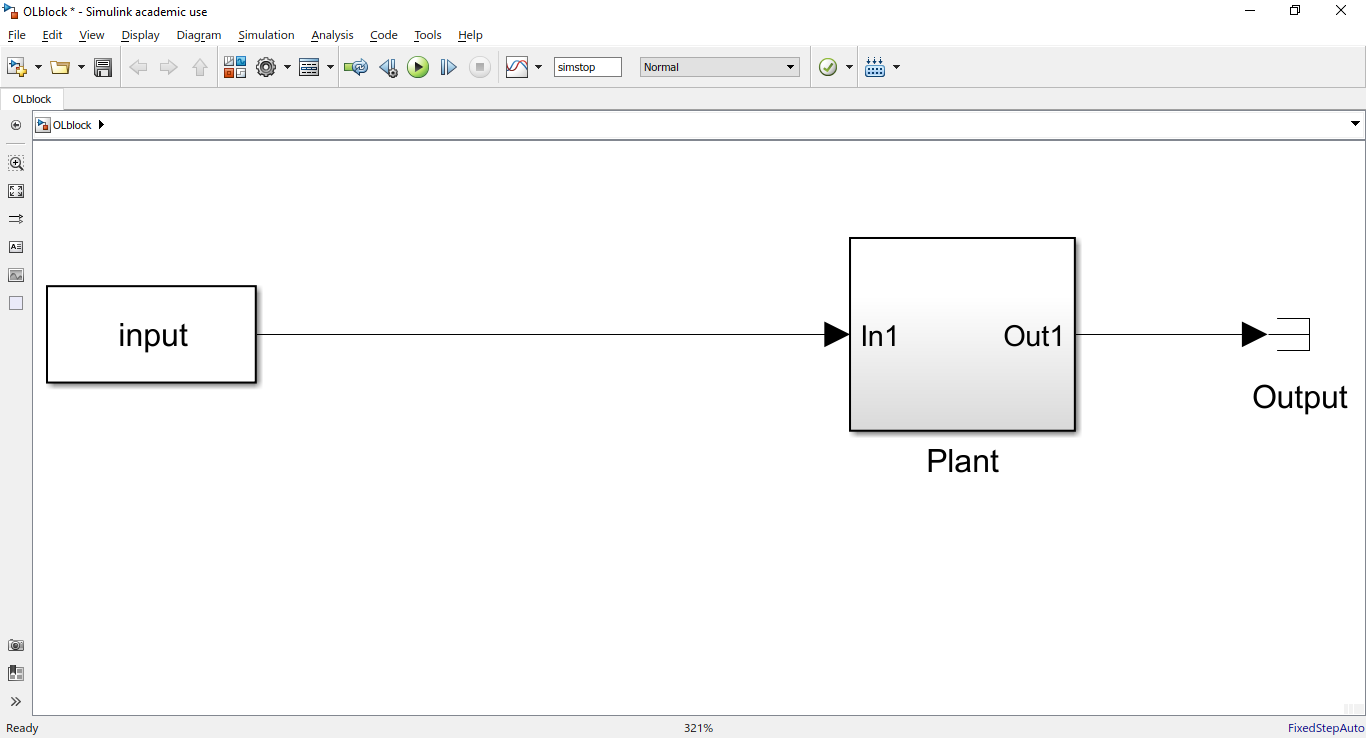 OLblock * - Simulink academic use
File Edit View Display Diagram Simulation Analysis Code Tools Help
simstop Normal
OLblock
OLblock
input
In1 Out1
Output
Plant
Ready 321% FixedStepAuto